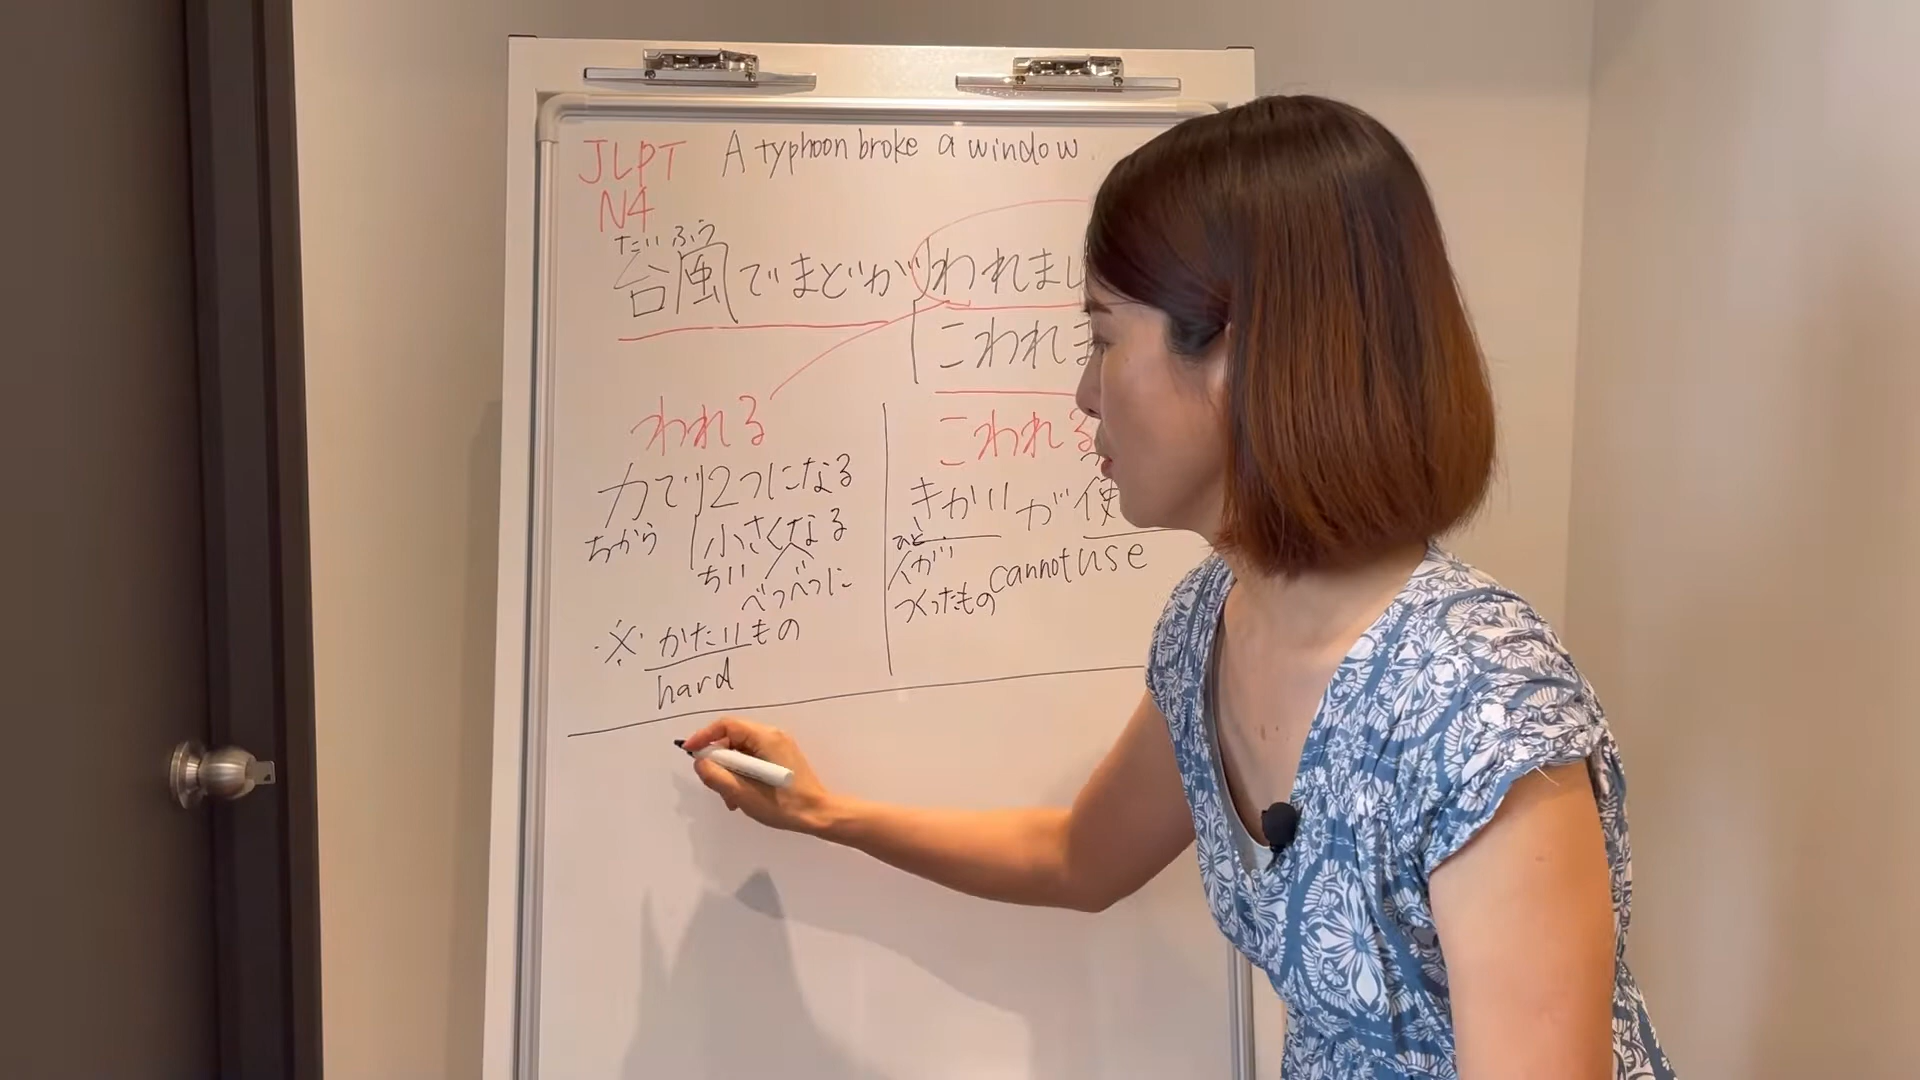 JLPT A typhoon broke a window
N4
たいふう
台風でまどがわれまし
こわれま
われる こわれる
力で2つになる
ちから
小さくなる
ちい
べつべつに
※かたいもの
hard
きかいが使
ひと
人が
つくったもの
cannot use